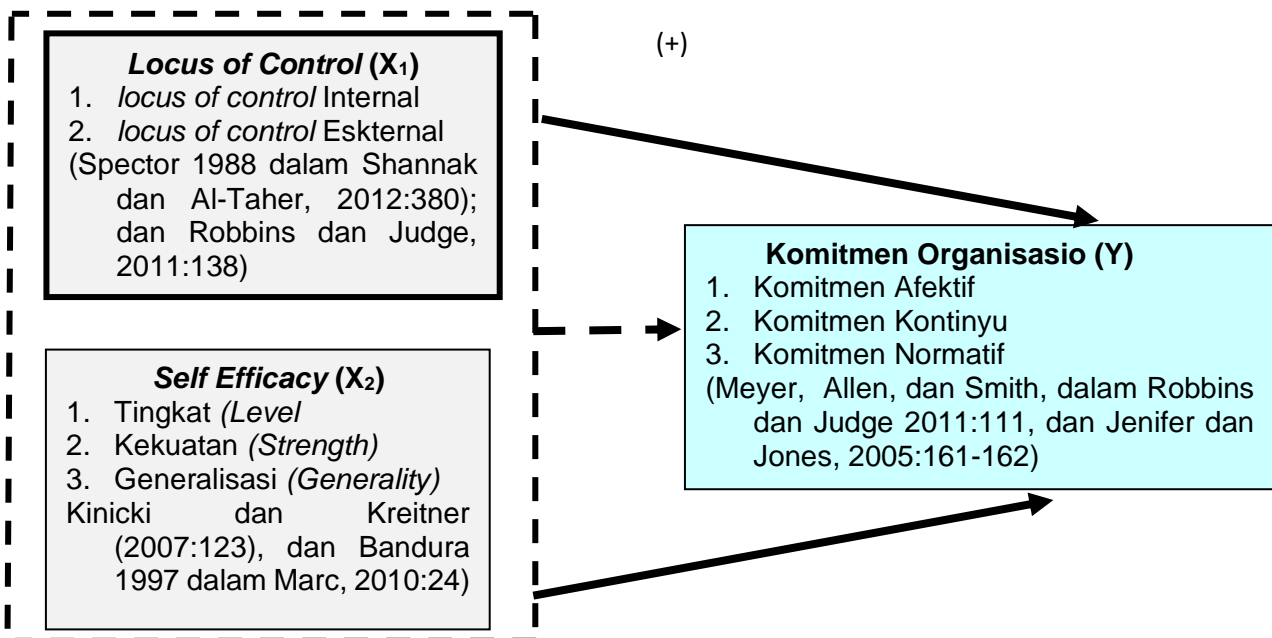 (+)
Locus of Control (X₁)
1. locus of control Internal
2. locus of control Eskternal
(Spector 1988 dalam Shannak
dan Al-Taher, 2012:380);
dan Robbins dan Judge,
2011:138)
Self Efficacy (X₂)
1. Tingkat (Level
2. Kekuatan (Strength)
3. Generalisasi (Generality)
Kinicki dan Kreitner
(2007:123), dan Bandura
1997 dalam Marc, 2010:24)
Komitmen Organisasio (Y)
1. Komitmen Afektif
2. Komitmen Kontinyu
3. Komitmen Normatif
(Meyer, Allen, dan Smith, dalam Robbins
dan Judge 2011:111, dan Jenifer dan
Jones, 2005:161-162)